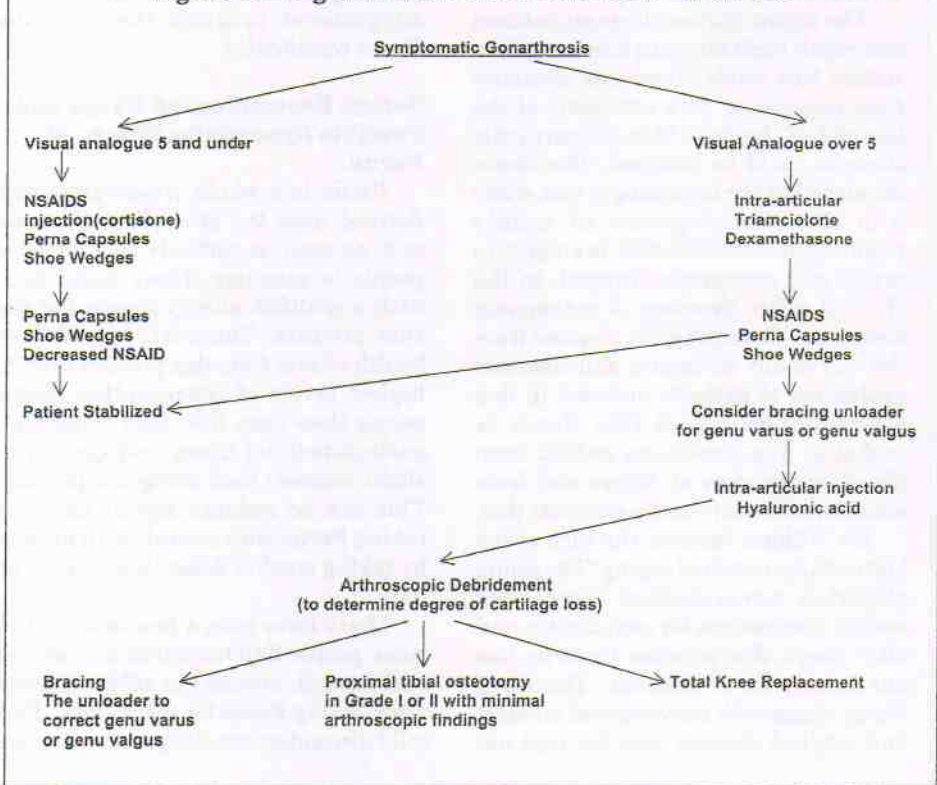 Symptomatic Gonarthrosis
Visual analogue 5 and under
NSAIDS
injection(cortisone)
Perna Capsules
Shoe Wedges
Perna Capsules
Shoe Wedges
Decreased NSAID
Patient Stabilized
Visual Analogue over 5
Intra-articular
Triamciolone
Dexamethasone
NSAIDS
Perna Capsules
Shoe Wedges
Consider bracing unloader
for genu varus or genu valgus
Intra-articular injection
Hyaluronic acid
Arthroscopic Debridement
(to determine degree of cartilage loss)
Bracing
The unloader to
correct genu varus
or genu valgus
Proximal tibial osteotomy
in Grade I or II with minimal
arthroscopic findings
Total Knee Replacement